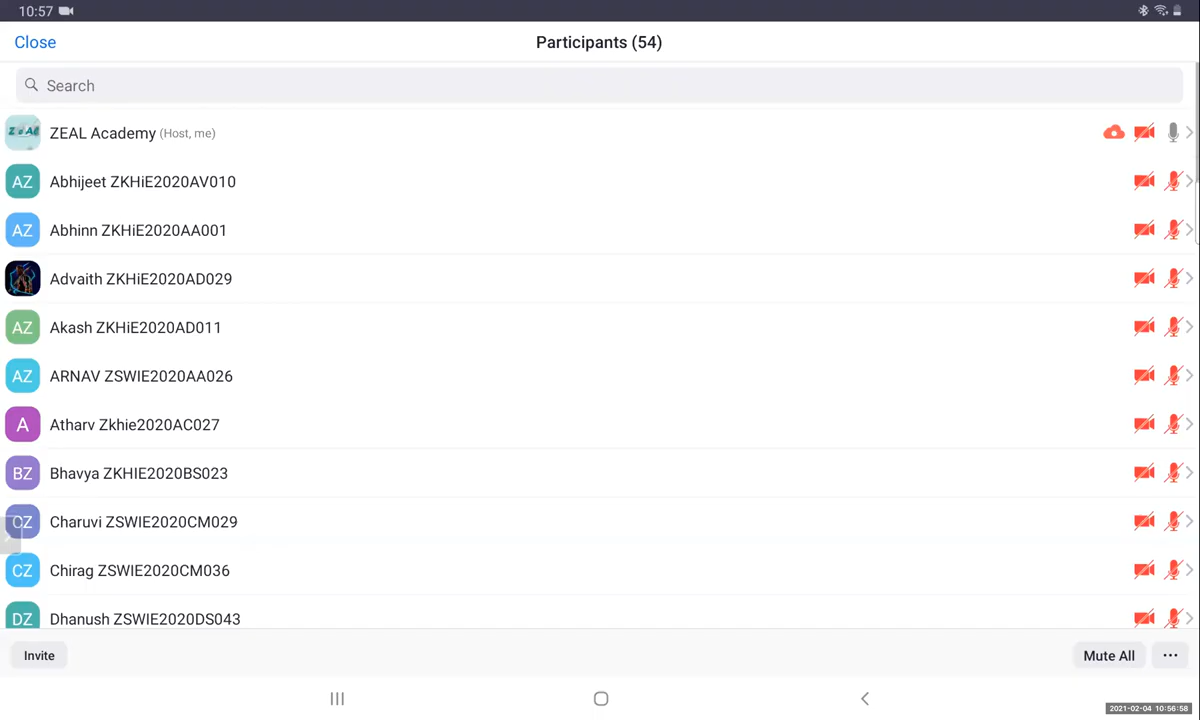 10:57
Close
Participants (54)
Search
ZEAL Academy (Host, me)
AZ Abhijeet ZKHiE2020AV010
AZ Abhinn ZKHiE2020AA001
Advaith ZKHiE2020AD029
AZ Akash ZKHiE2020AD011
AZ ARNAV ZSWIE2020AA026
A Atharv Zkhie2020AC027
BZ Bhavya ZKHIE2020BS023
CZ Charuvi ZSWIE2020CM029
CZ Chirag ZSWIE2020CM036
DZ Dhanush ZSWIE2020DS043
Invite
Mute All
2021-02-04 10:56:58